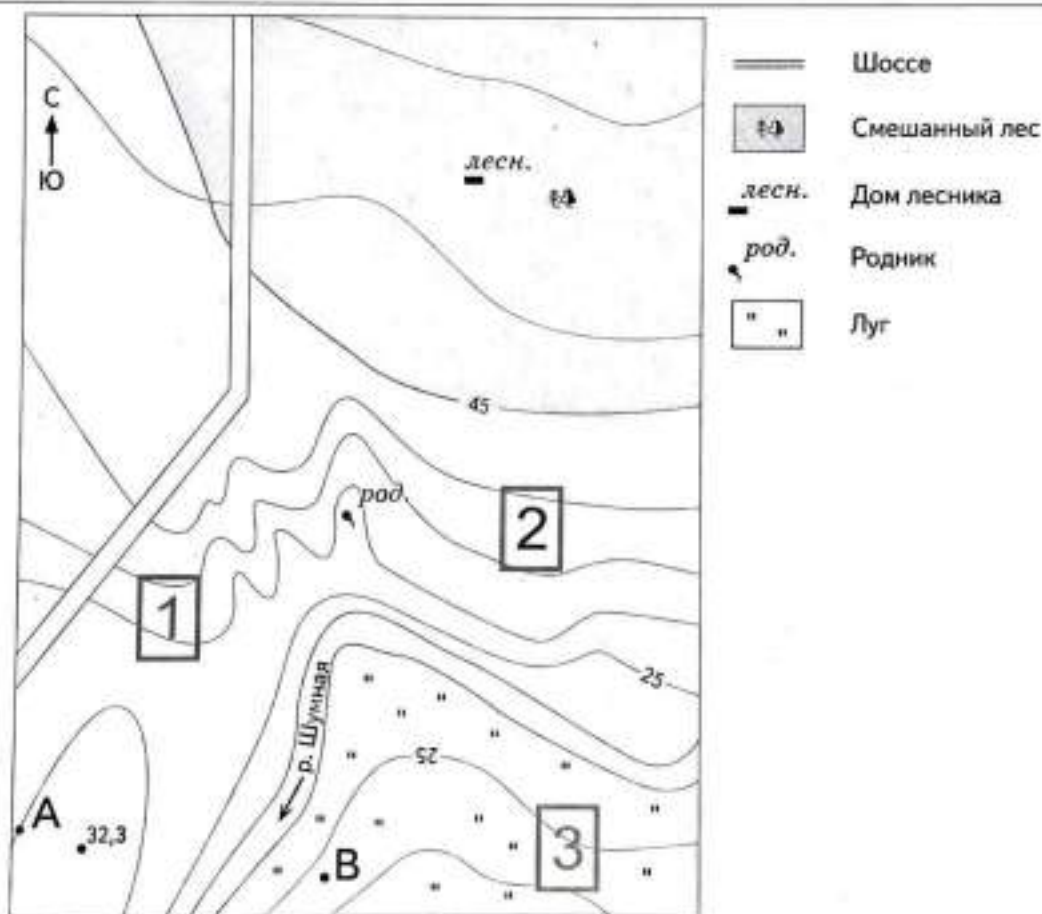 С
Ю
лесн.
45
род.
2
1
р. Шумная
25
25
А
32,3
В
3
Шоссе
Смешанный лес
лесн.
Дом лесника
род.
Родник
Луг